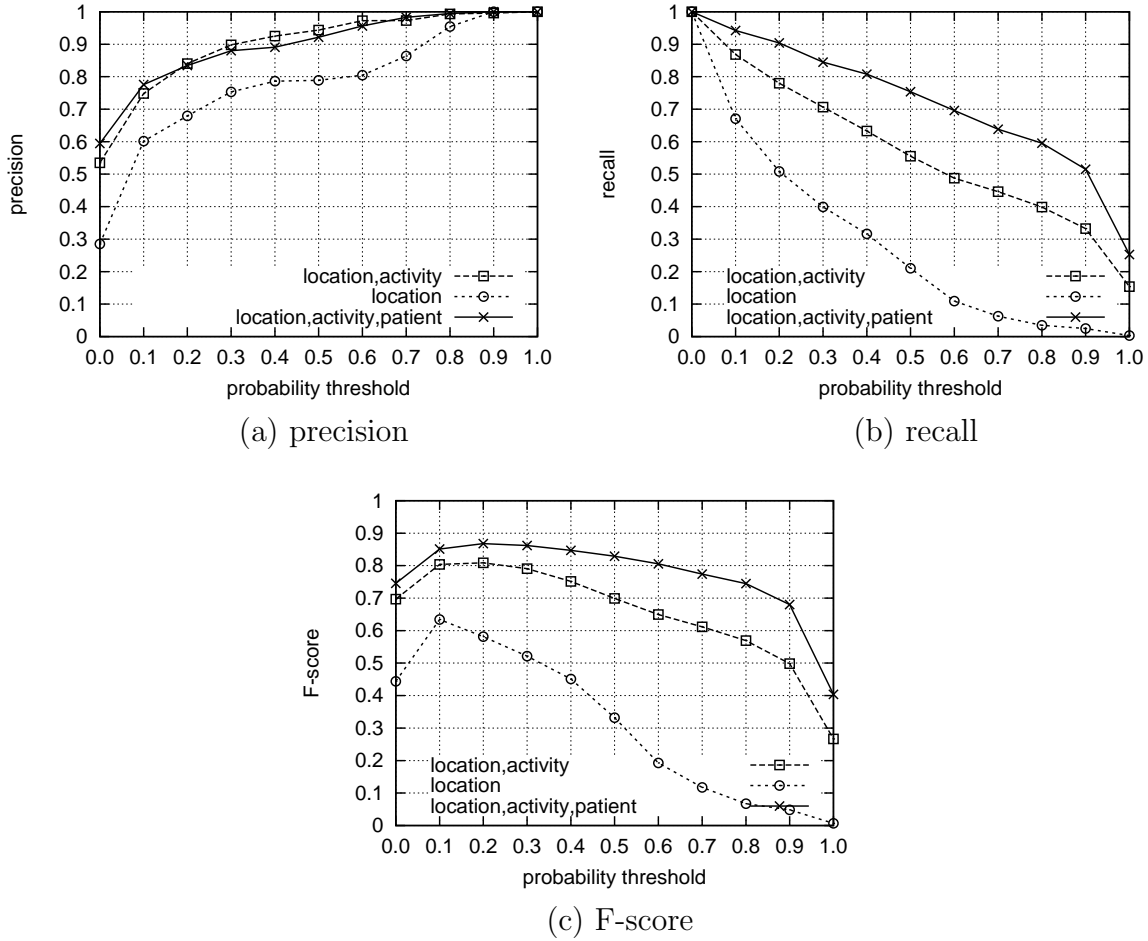 1
0.9
0.8
0.7
0.6
0.5
0.4
0.3
0.2
0.1
0
precision
location,activity
location
location,activity,patient
0.0 0.1 0.2 0.3 0.4 0.5 0.6 0.7 0.8 0.9 1.0
probability threshold
(a) precision
1
0.9
0.8
0.7
0.6
0.5
0.4
0.3
0.2
0.1
0
recall
location,activity
location
location,activity,patient
0.0 0.1 0.2 0.3 0.4 0.5 0.6 0.7 0.8 0.9 1.0
probability threshold
(b) recall
1
0.9
0.8
0.7
0.6
0.5
0.4
0.3
0.2
0.1
0
F-score
location,activity
location
location,activity,patient
0.0 0.1 0.2 0.3 0.4 0.5 0.6 0.7 0.8 0.9 1.0
probability threshold
(c) F-score